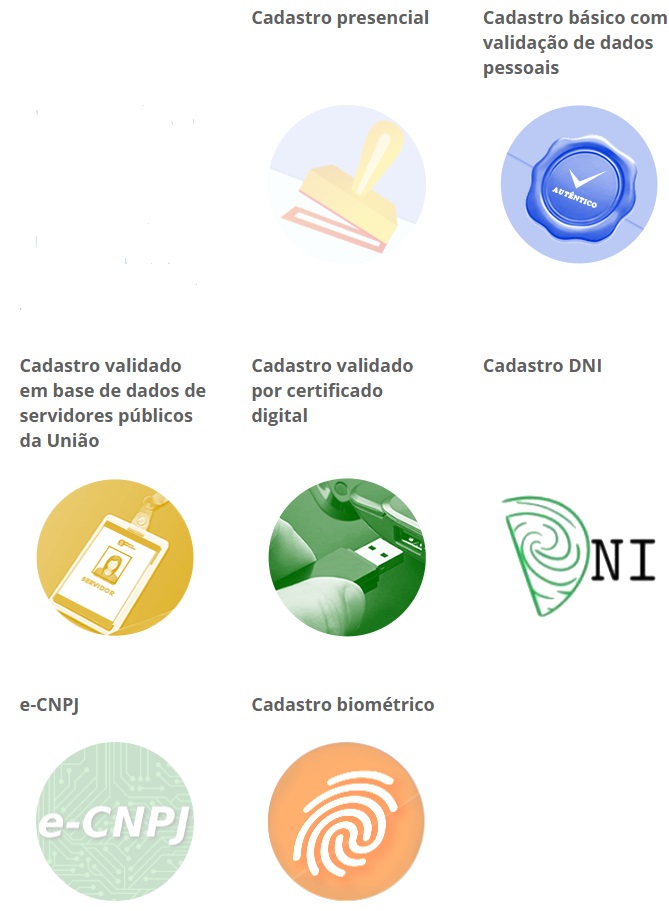 Cadastro presencial
Cadastro básico com
validação de dados
pessoais
AUTÊNTICO
Cadastro validado
em base de dados de
servidores públicos
da União
Cadastro validado
por certificado
digital
Cadastro DNI
SERVIDOR
DNI
e-CNPJ
Cadastro biométrico
e-CNPJ